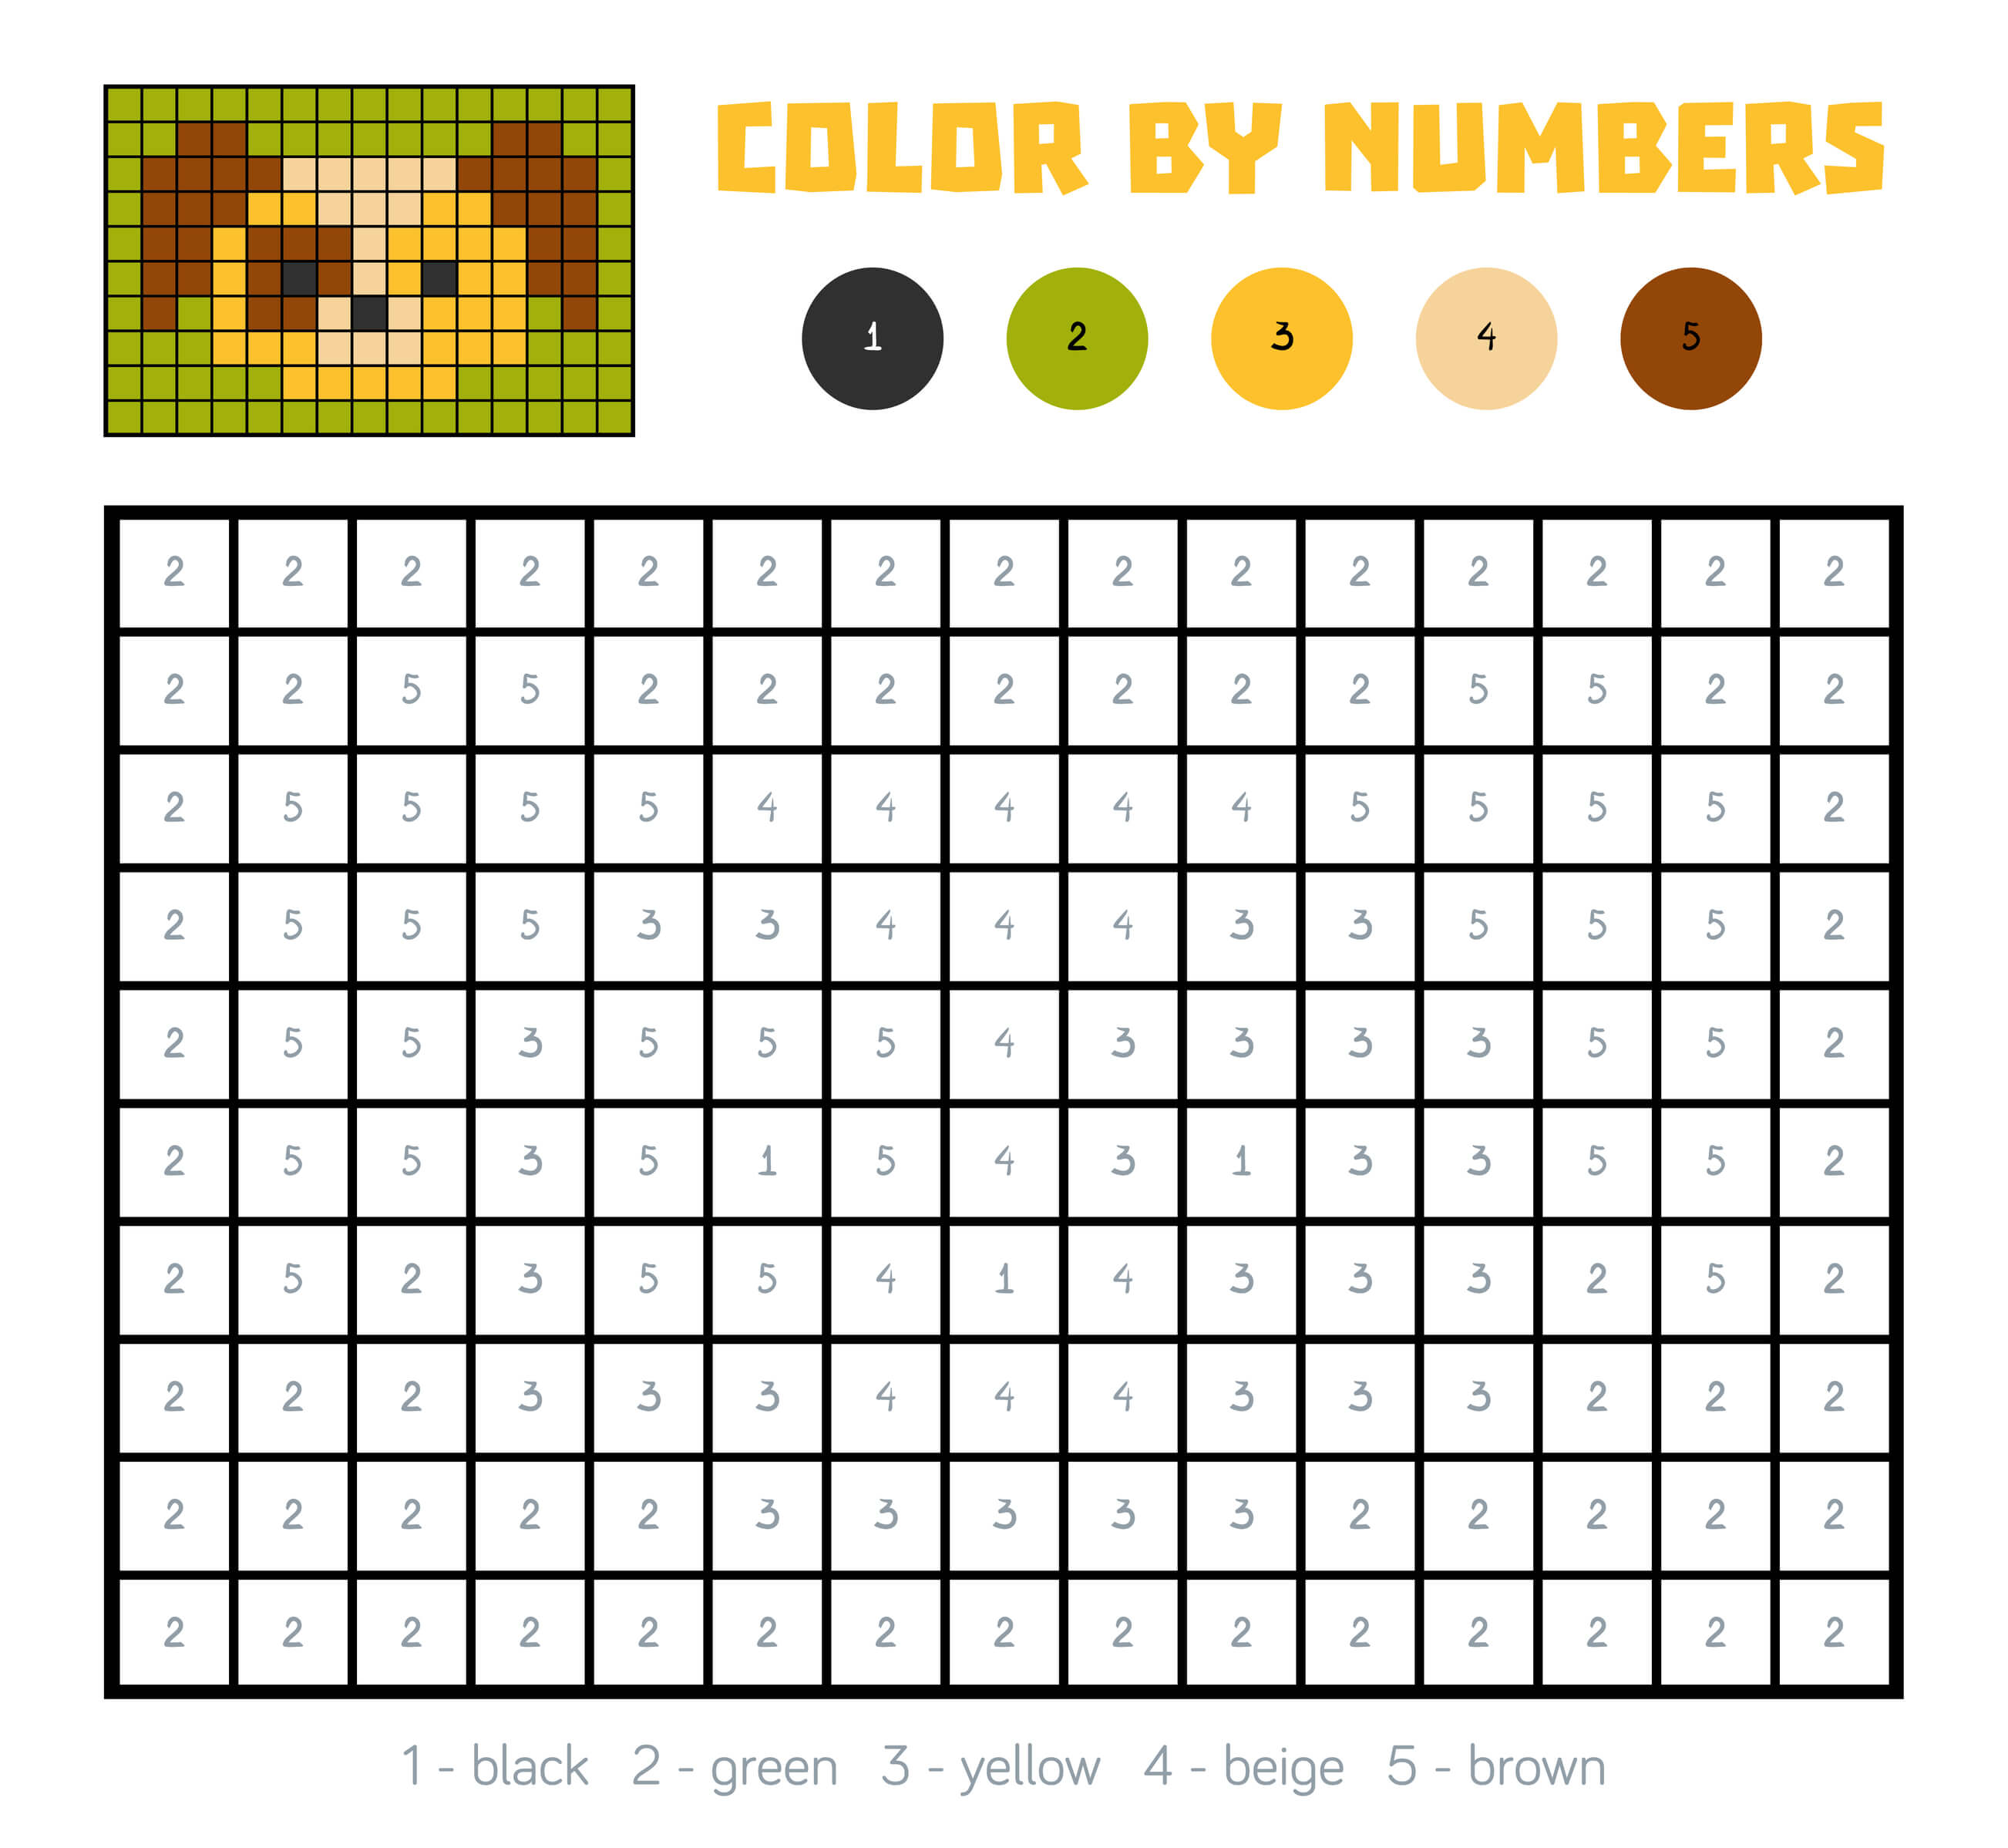 COLOR BY NUMBERS
1 2 3 4 5
2 2 2 2 2 2 2 2 2 2 2 2 2 2 2
2 2 5 5 2 2 2 2 2 2 2 5 5 2 2
2 5 5 5 5 4 4 4 4 4 5 5 5 5 2
2 5 5 5 3 3 4 4 4 3 3 5 5 5 2
2 5 5 3 5 5 5 4 3 3 3 3 5 5 2
2 5 5 3 5 1 5 4 3 1 3 3 5 5 2
2 5 2 3 5 5 4 1 4 3 3 3 2 5 2
2 2 2 3 3 3 4 4 4 3 3 3 2 2 2
2 2 2 2 2 3 3 3 3 3 2 2 2 2 2
2 2 2 2 2 2 2 2 2 2 2 2 2 2 2
1 - black 2 - green 3 - yellow 4 - beige 5 - brown